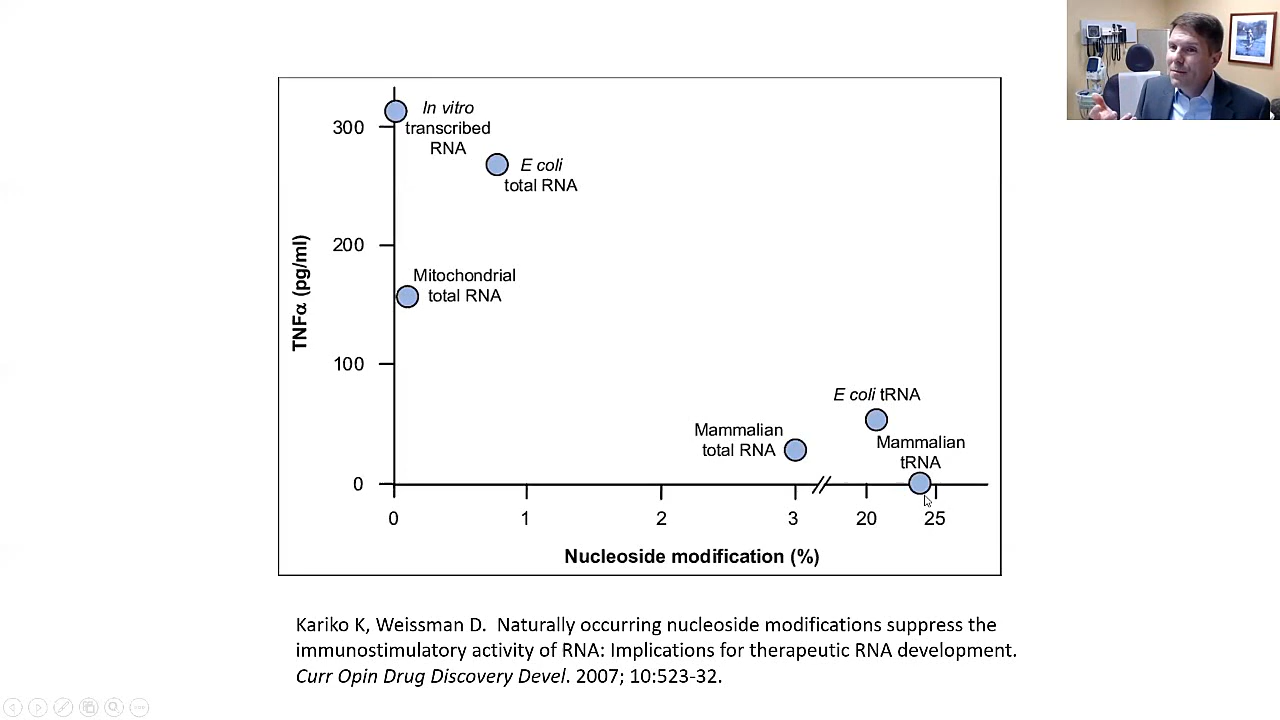 In vitro
transcribed
RNA
E coli
total RNA
Mitochondrial
total RNA
Mammalian
total RNA
E coli tRNA
Mammalian
tRNA
TNFα (pg/ml)
300
200
100
0
0 1 2 3 20 25
Nucleoside modification (%)
Kariko K, Weissman D. Naturally occurring nucleoside modifications suppress the
immunostimulatory activity of RNA: Implications for therapeutic RNA development.
Curr Opin Drug Discovery Devel. 2007; 10:523-32.